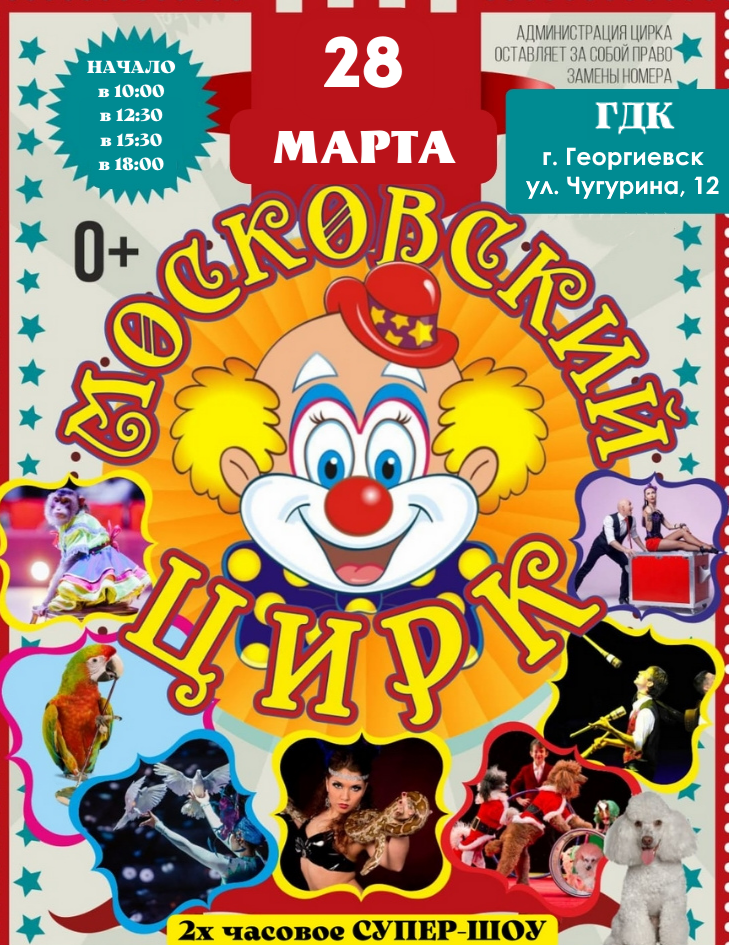 АДМИНИСТРАЦИЯ ЦИРКА
ОСТАВЛЯЕТ ЗА СОБОЙ ПРАВО
ЗАМЕНЫ НОМЕРА
НАЧАЛО
в 10:00
в 12:30
в 15:30
в 18:00
28
МАРТА
ГДК
г. Георгиевск
ул. Чугурина, 12
0+
МОСКОВСКИЙ
ЦИРК
2х часовое СУПЕР-ШОУ